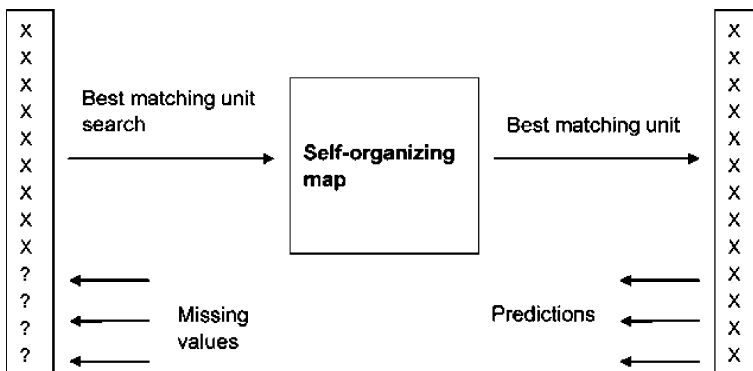 X
X
X
X
X
X
X
X
X
?
?
?
?
Best matching unit
search
Self-organizing
map
Best matching unit
Missing
values
Predictions
X
X
X
X
X
X
X
X
X
X
X
X
X